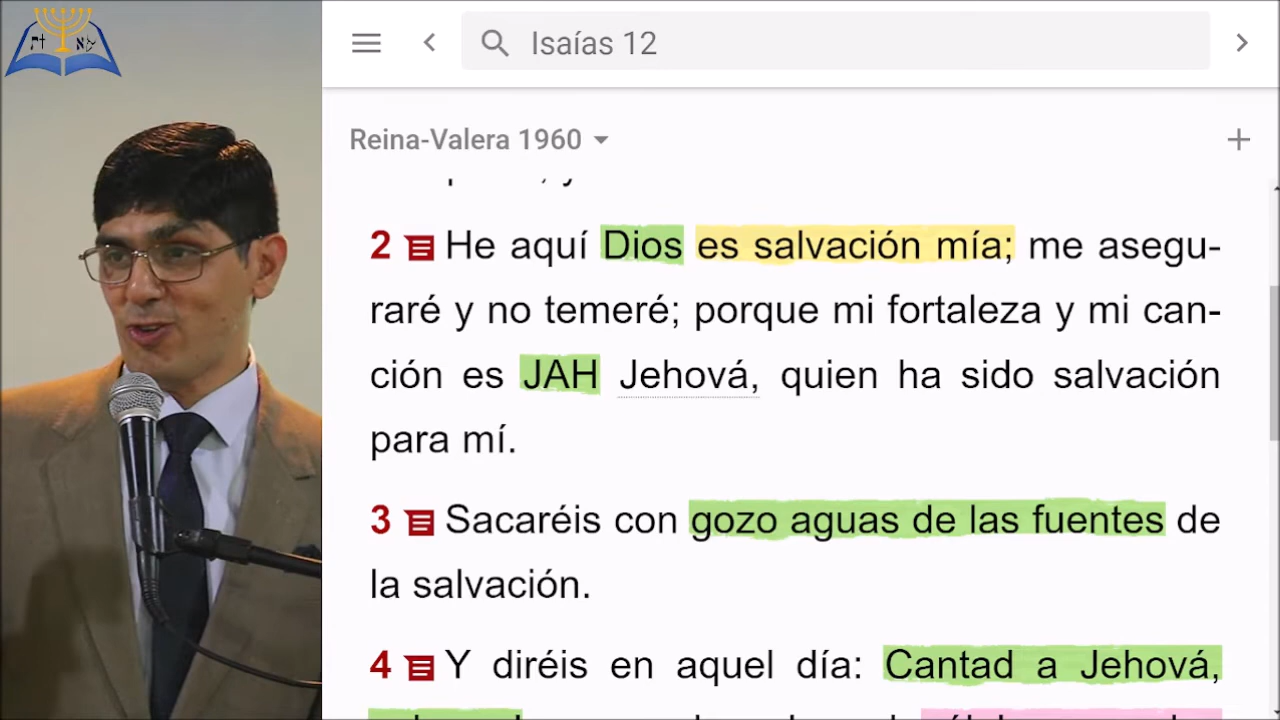 Isaías 12
Reina-Valera 1960
2 He aquí Dios es salvación mía; me asegu-
raré y no temeré; porque mi fortaleza y mi can-
ción es JAH Jehová, quien ha sido salvación
para mí.
3 Sacaréis con gozo aguas de las fuentes de
la salvación.
4 Y diréis en aquel día: Cantad a Jehová,